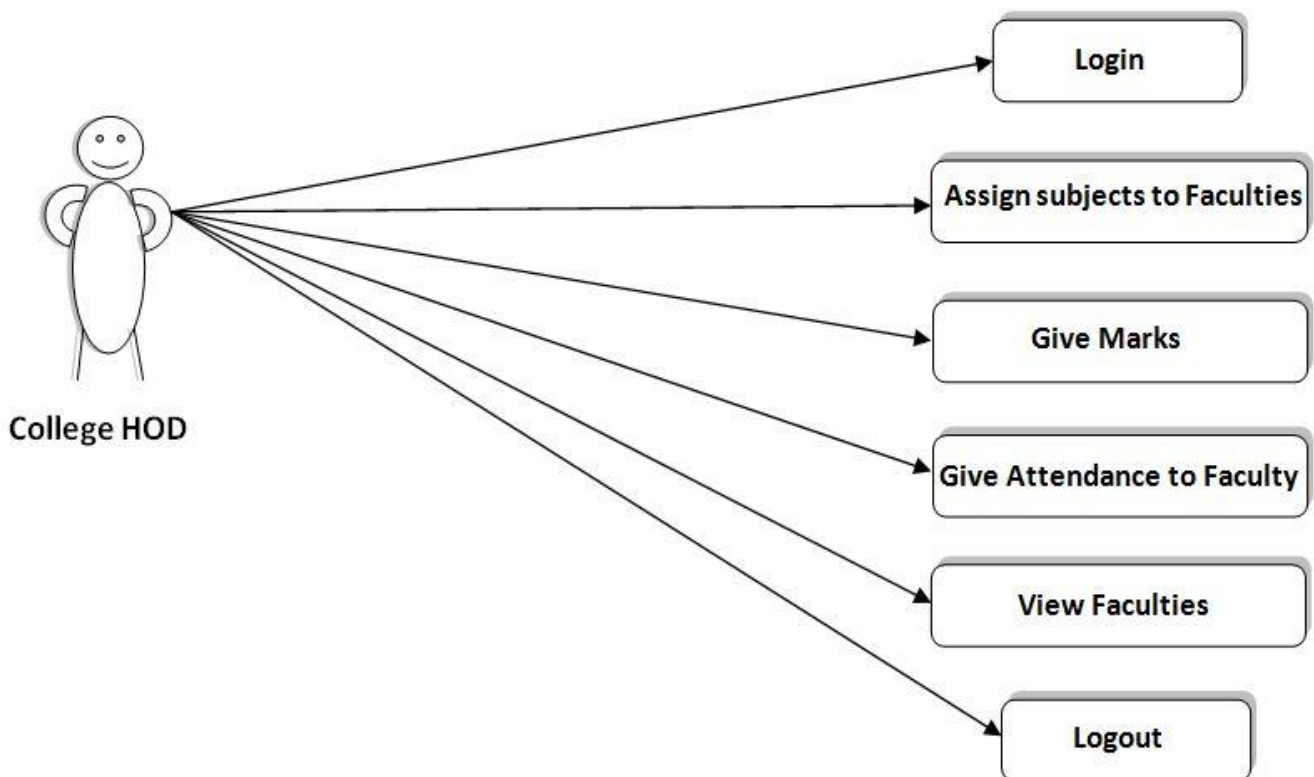 Login
Assign subjects to Faculties
Give Marks
Give Attendance to Faculty
College HOD
View Faculties
Logout